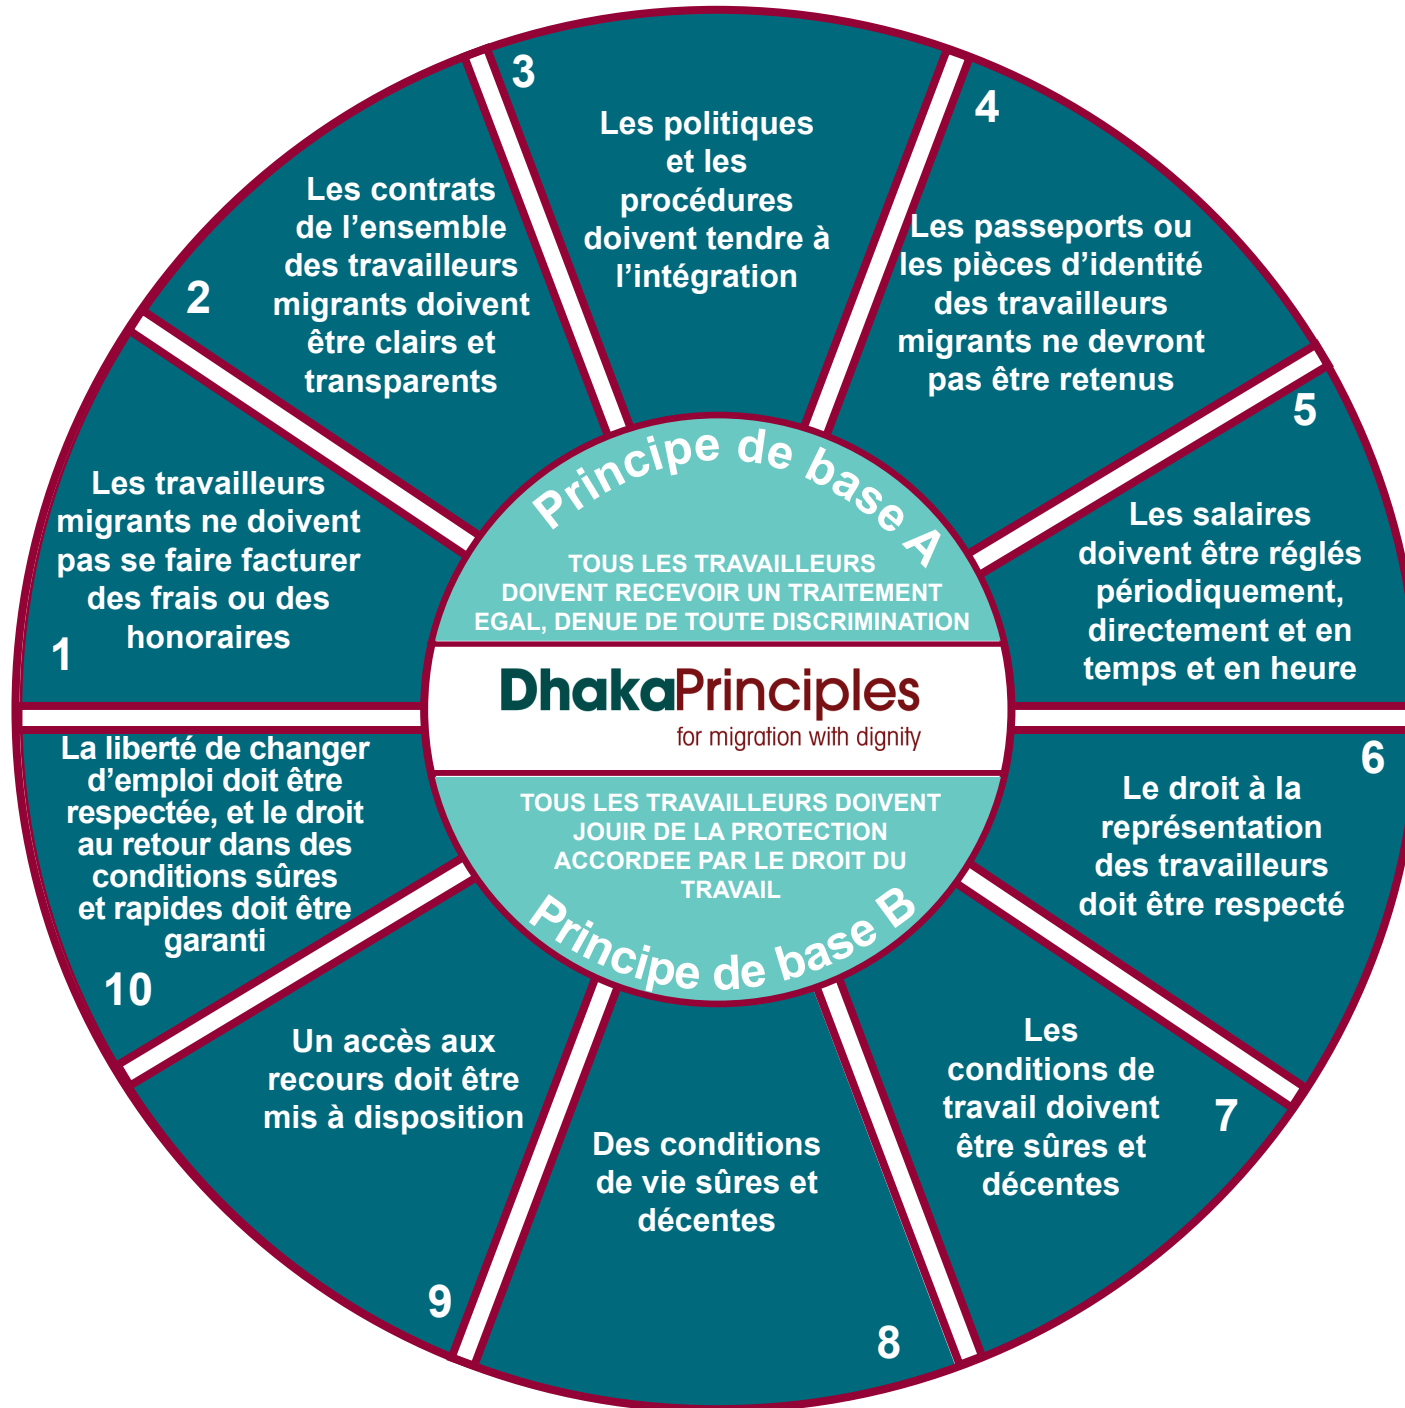 Principe de base A
TOUS LES TRAVAILLEURS
DOIVENT RECEVOIR UN TRAITEMENT
EGAL, DENUE DE TOUTE DISCRIMINATION
DhakaPrinciples
for migration with dignity
TOUS LES TRAVAILLEURS DOIVENT
JOUIR DE LA PROTECTION
ACCORDEE PAR LE DROIT DU
TRAVAIL
Principe de base B
1
Les travailleurs
migrants ne doivent
pas se faire facturer
des frais ou des
honoraires
2
Les contrats
de l’ensemble
des travailleurs
migrants doivent
être clairs et
transparents
3
Les politiques
et les
procédures
doivent tendre à
l’intégration
4
Les passeports ou
les pièces d’identité
des travailleurs
migrants ne devront
pas être retenus
5
Les salaires
doivent être réglés
périodiquement,
directement et en
temps et en heure
6
Le droit à la
représentation
des travailleurs
doit être respecté
7
Les
conditions de
travail doivent
être sûres et
décentes
8
Des conditions
de vie sûres et
décentes
9
Un accès aux
recours doit être
mis à disposition
10
La liberté de changer
d’emploi doit être
respectée, et le droit
au retour dans des
conditions sûres
et rapides doit être
garanti